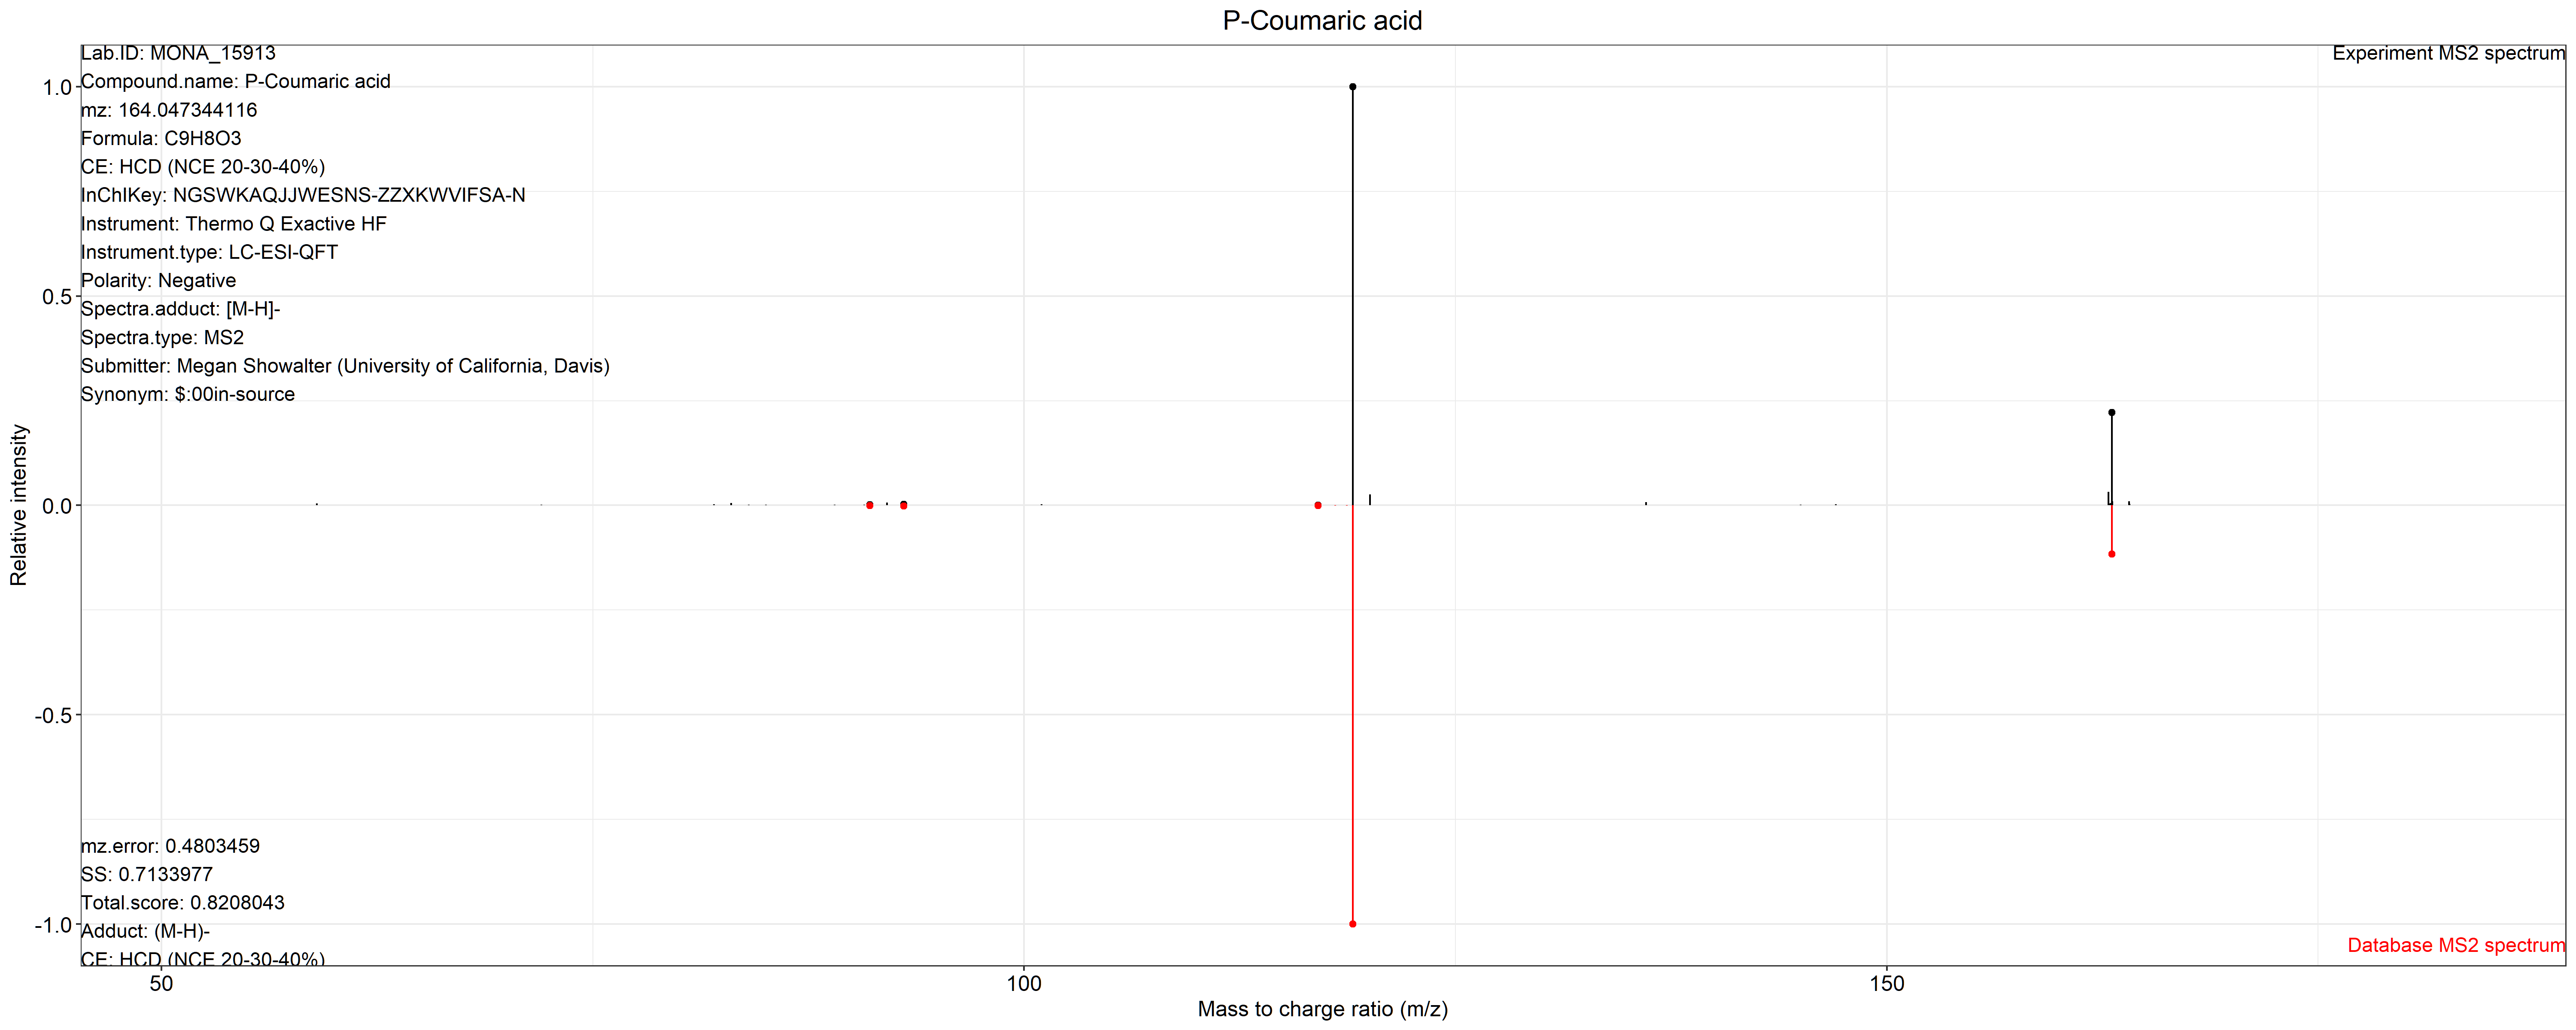 P-Coumaric acid
Lab.ID: MONA_15913
Experiment MS2 spectrum
Compound.name: P-Coumaric acid
mz: 164.047344116
Formula: C9H8O3
CE: HCD (NCE 20-30-40%)
InChIKey: NGSWKAQJJWESNS-ZZXKWVIFSA-N
Instrument: Thermo Q Exactive HF
Instrument.type: LC-ESI-QFT
Polarity: Negative
Spectra.adduct: [M-H]-
Spectra.type: MS2
Submitter: Megan Showalter (University of California, Davis)
Synonym: $:00in-source
1.0
0.5
0.0
-0.5
-1.0
Relative intensity
mz.error: 0.4803459
SS: 0.7133977
Total.score: 0.8208043
Adduct: (M-H)-
CE: HCD (NCE 20-30-40%)
Database MS2 spectrum
50
100
150
Mass to charge ratio (m/z)